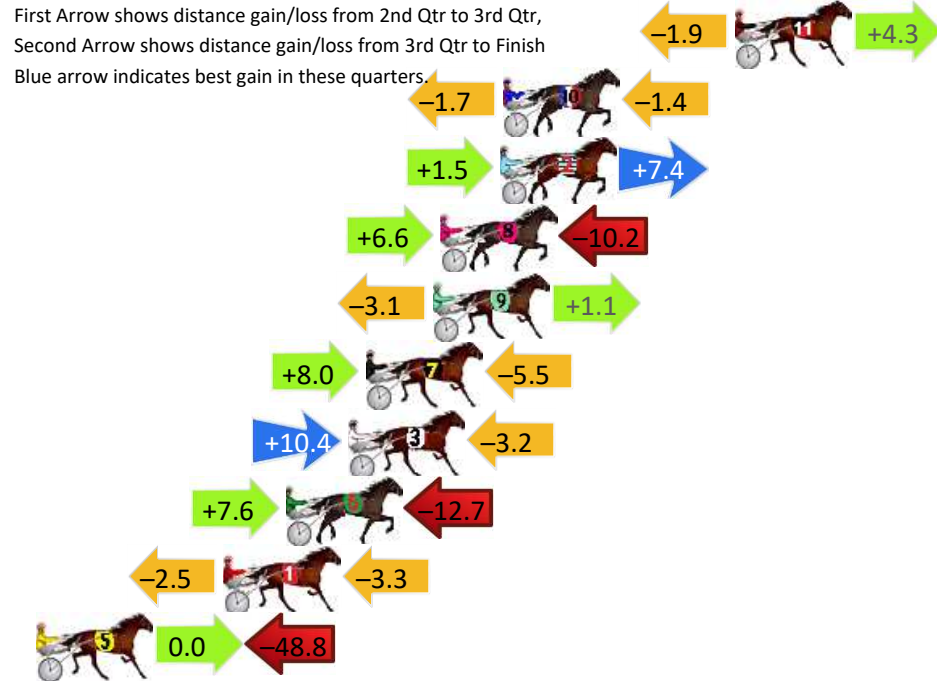 First Arrow shows distance gain/loss from 2nd Qtr to 3rd Qtr,
Second Arrow shows distance gain/loss from 3rd Qtr to Finish
Blue arrow indicates best gain in these quarters.
–1.9 11 +4.3
–1.7 10 –1.4
+1.5 +7.4
+6.6 8 –10.2
–3.1 9 +1.1
+8.0 7 –5.5
+10.4 3 –3.2
+7.6 –12.7
–2.5 1 –3.3
5 0.0 –48.8